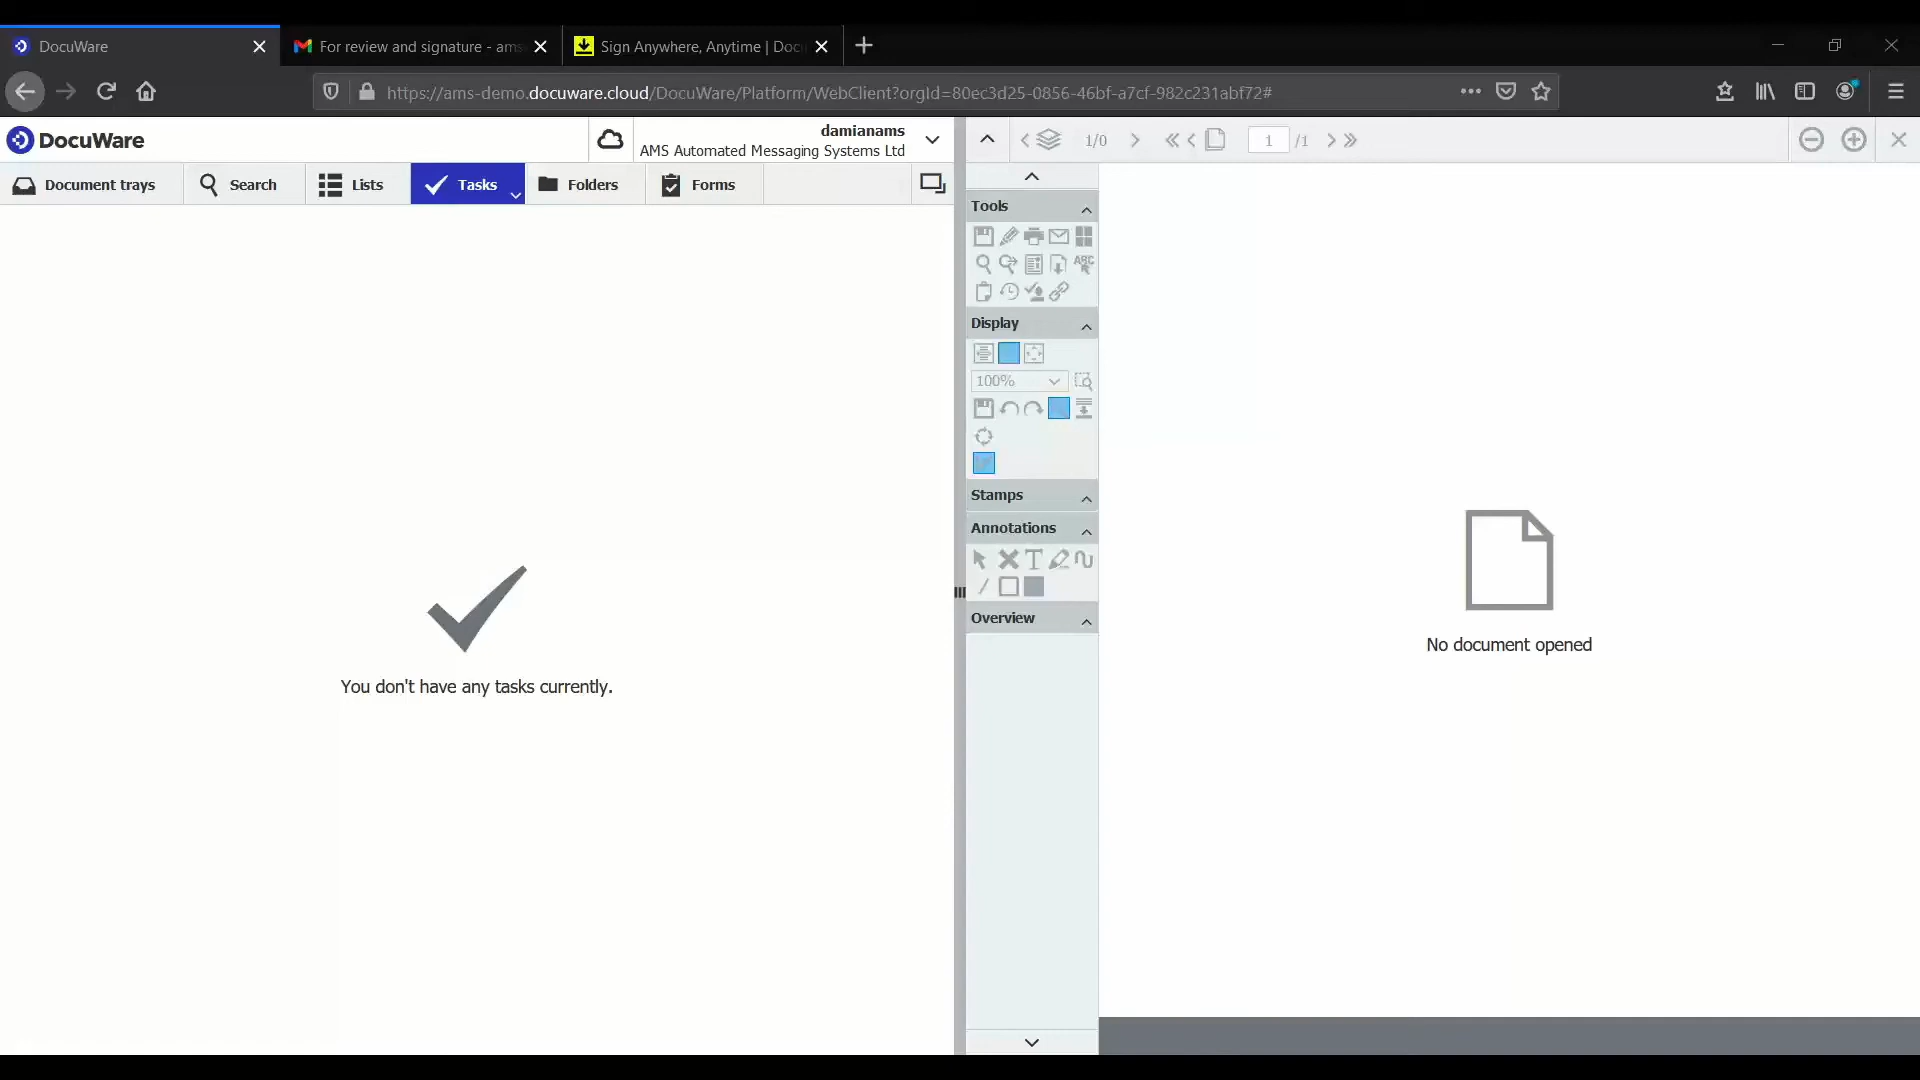 DocuWare
For review and signature - ams
Sign Anywhere, Anytime | Docu
https://ams-demo.docuware.cloud/DocuWare/Platform/WebClient?orgId=80ec3d25-0856-46bf-a7cf-982c231abf72#
DocuWare
damianams
AMS Automated Messaging Systems Ltd
1/0
1
/1
Document trays
Search
Lists
Tasks
Folders
Forms
Tools
ABC
Display
100%
Stamps
Annotations
T
Overview
You don't have any tasks currently.
No document opened